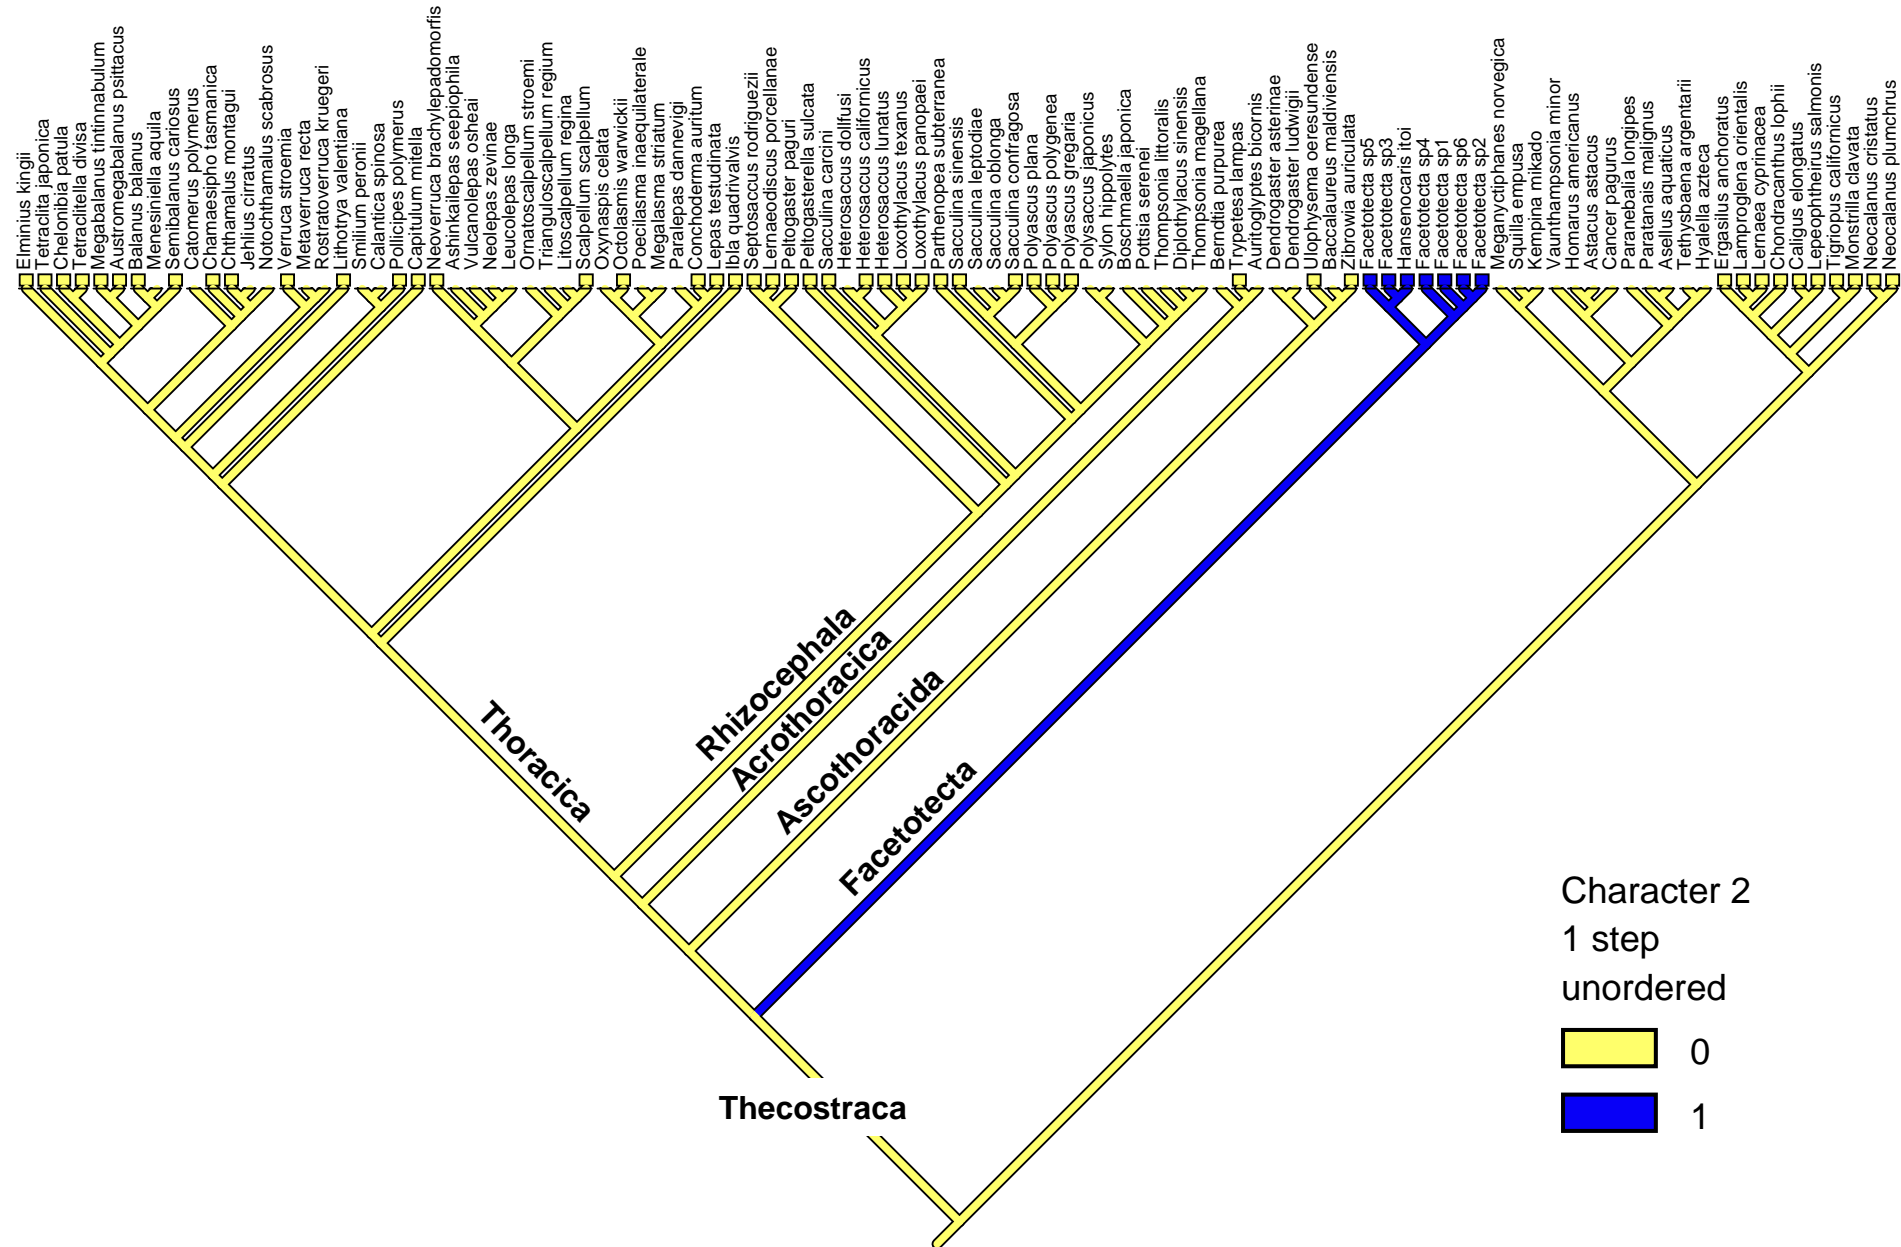 Elminius kingii
Tetraclita japonica
Chelonibia patula
Tetraclitella divisa
Megabalanus tintinnabulum
Austromegabalanus psittacus
Balanus balanus
Menesiniella aquila
Semibalanus cariosus
Catomerus polymerus
Chamaesipho tasmanica
Chthamalus montagui
Jehlius cirratus
Notochthamalus scabrosus
Verruca stroemia
Metaverruca recta
Rostratoverruca kruegeri
Lithotrya valentiana
Smilium peronii
Calantica spinosa
Pollicipes polymerus
Capitulum mitella
Neoverruca brachylepadomorfis
Ashinkailepas seepiophila
Vulcanolepas osheai
Neolepas zevinae
Leucolepas longa
Ornatoscalpellum stroemi
Trianguloscalpellum regium
Litoscalpellum regina
Scalpellum scalpellum
Oxynaspis celata
Octolasmis warwickii
Poecilasma inaequilaterale
Megalasma striatum
Paralepas dannevigi
Conchoderma auritum
Lepas testudinata
Ibla quadrivalvis
Septosaccus rodriguezii
Lernaeodiscus porcellanae
Peltogaster paguri
Peltogasterella sulcata
Sacculina carcini
Heterosaccus dollfusi
Heterosaccus californicus
Heterosaccus lunatus
Loxothylacus texanus
Loxothylacus panopaei
Parthenopea subterranea
Sacculina sinensis
Sacculina leptodiae
Sacculina oblonga
Sacculina confragosa
Polyascus plana
Polyascus polygenea
Polyascus gregaria
Polysaccus japonicus
Sylon hippolytes
Boschmaella japonica
Pottsia serenei
Thompsonia littoralis
Diplothylacus sinensis
Thompsonia magellana
Berndtia purpurea
Trypetesa lampas
Auritoglyptes bicornis
Dendrogaster asterinae
Dendrogaster ludwigii
Ulophysema oeresundense
Baccalaureus maldiviensis
Zibrowia auriculata
Facetotecta sp5
Facetotecta sp3
Hansenocaris itoi
Facetotecta sp4
Facetotecta sp1
Facetotecta sp6
Facetotecta sp2
Meganyctiphanes norvegica
Squilla empusa
Kempina mikado
Vaunthampsonia minor
Homarus americanus
Astacus astacus
Cancer pagurus
Paranebalia longipes
Paratanais malignus
Asellus aquaticus
Tethysbaena argentarii
Hyalella azteca
Ergasilus anchoratus
Lamproglena orientalis
Lernaea cyprinacea
Chondracanthus lophii
Caligus elongatus
Lepeophtheirus salmonis
Tigriopus californicus
Monstrilla clavata
Neocalanus cristatus
Neocalanus plumchrus
Thoracica
Rhizocephala
Acrothoracica
Ascothoracida
Facetotecta
Thecostraca
Character 2
1 step
unordered
0
1